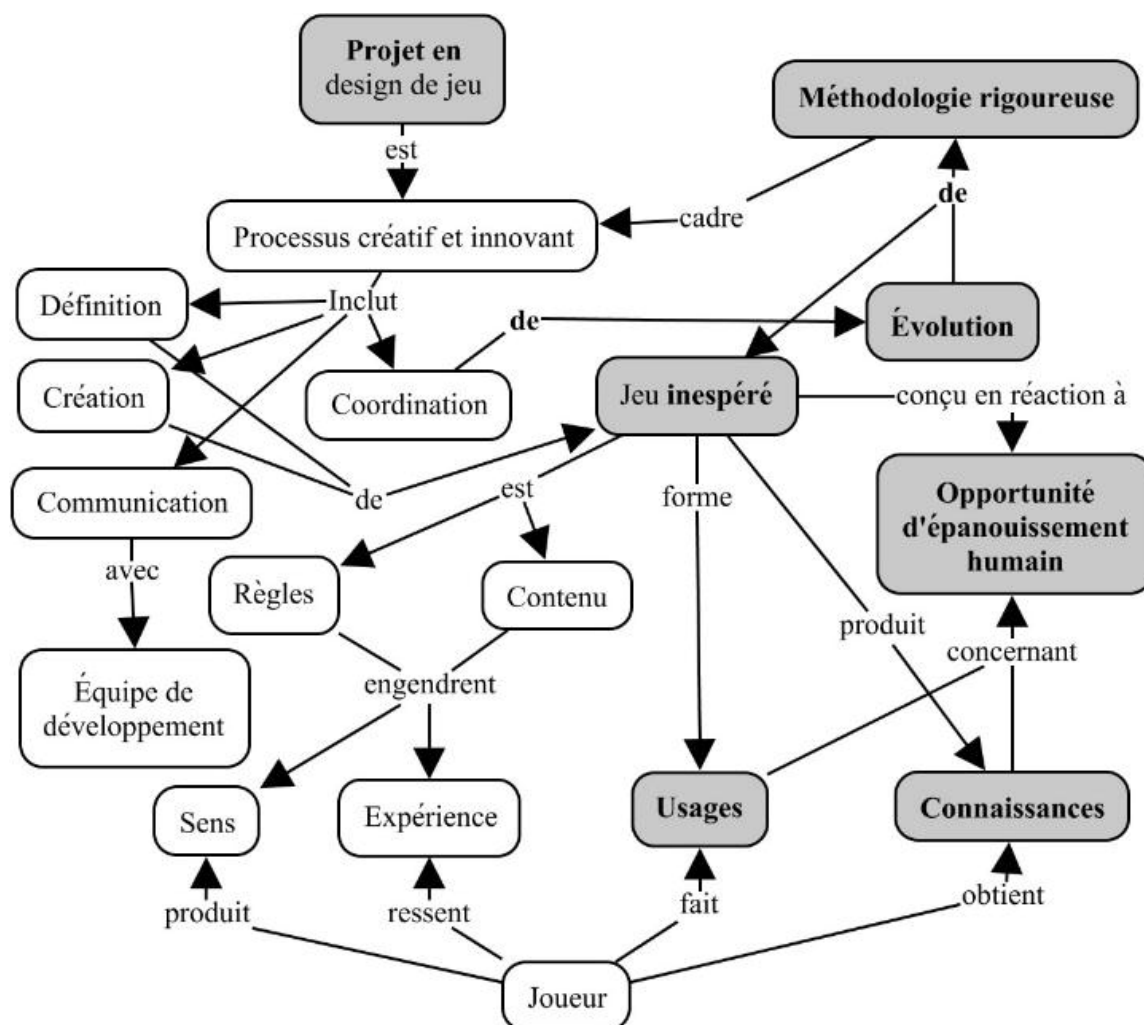 Projet en
design de jeu
Méthodologie rigoureuse
est
de
cadre
Processus créatif et innovant
Définition
Inclut
de
Évolution
Création
Coordination
Jeu inespéré
conçu en réaction à
Communication
de
est
forme
Opportunité
d'épanouissement
humain
avec
Règles
Contenu
produit
concernant
Équipe de
développement
engendrent
Sens
Expérience
Usages
Connaissances
produit
ressent
fait
obtient
Joueur